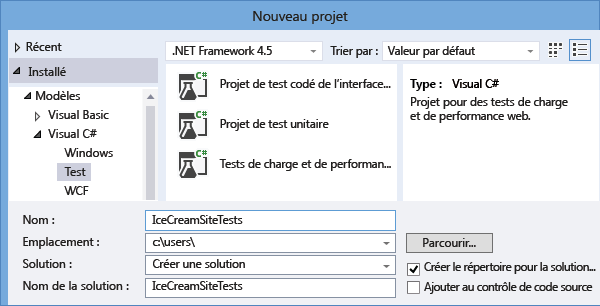 Nouveau projet
Récent
.NET Framework 4.5
Trier par :
Valeur par défaut
Installé
Modèles
Visual Basic
Visual C#
Windows
Test
WCF
C#
Projet de test codé de l'interface...
C#
Projet de test unitaire
C#
Tests de charge et de performan...
Type : Visual C#
Projet pour des tests de charge
et de performance web.
Nom :
IceCreamSiteTests
Emplacement :
c:\users\
Parcourir...
Solution :
Créer une solution
Créer le répertoire pour la solution...
Nom de la solution :
IceCreamSiteTests
Ajouter au contrôle de code source